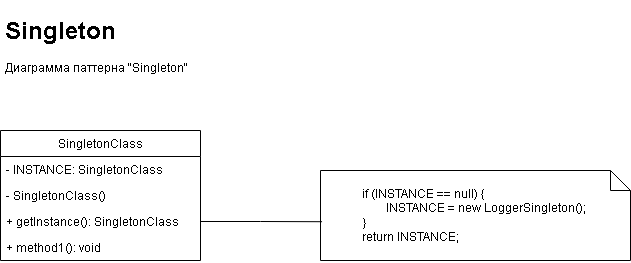 Singleton
Диаграмма паттерна "Singleton"
SingletonClass
- INSTANCE: SingletonClass
- SingletonClass()
+ getInstance(): SingletonClass
+ method1(): void
if (INSTANCE == null) {
INSTANCE = new LoggerSingleton();
}
return INSTANCE;